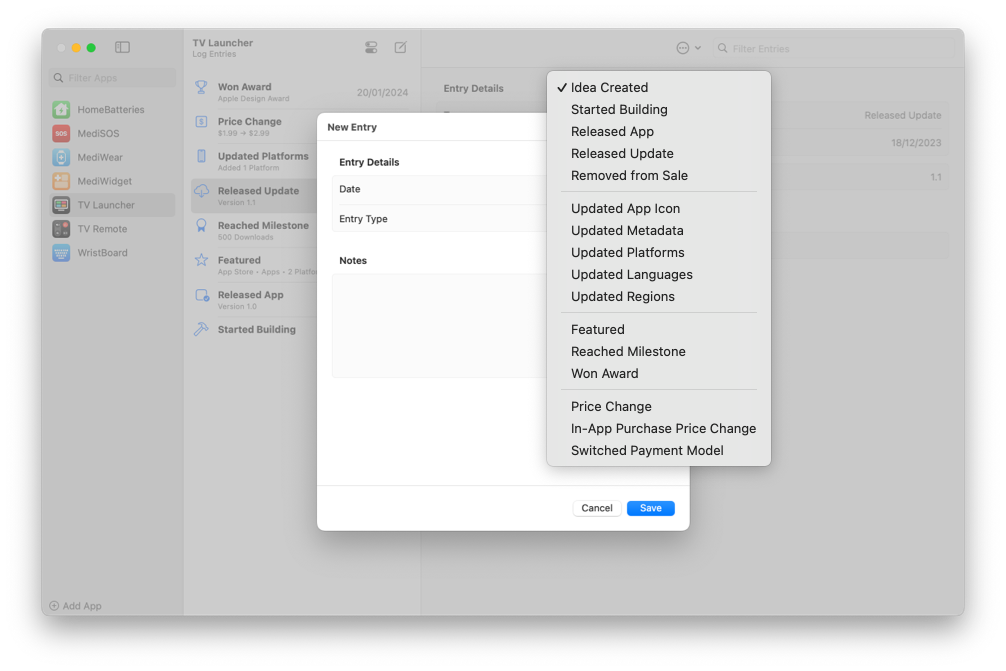 Filter Apps
HomeBatteries
SOS
MediSOS
MediWear
MediWidget
TV Launcher
TV Remote
WristBoard
Add App
TV Launcher
Log Entries
Won Award
Apple Design Award
20/01/2024
Price Change
$1.99 → $2.99
Updated Platforms
Added 1 Platform
Released Update
Version 1.1
Reached Milestone
500 Downloads
Featured
App Store • Apps • 2 Platfo
Released App
Version 1.0
Started Building
Filter Entries
Entry Details
Released Update
18/12/2023
1.1
New Entry
Entry Details
Date
Entry Type
Notes
Cancel
Save
✓ Idea Created
Started Building
Released App
Released Update
Removed from Sale
Updated App Icon
Updated Metadata
Updated Platforms
Updated Languages
Updated Regions
Featured
Reached Milestone
Won Award
Price Change
In-App Purchase Price Change
Switched Payment Model